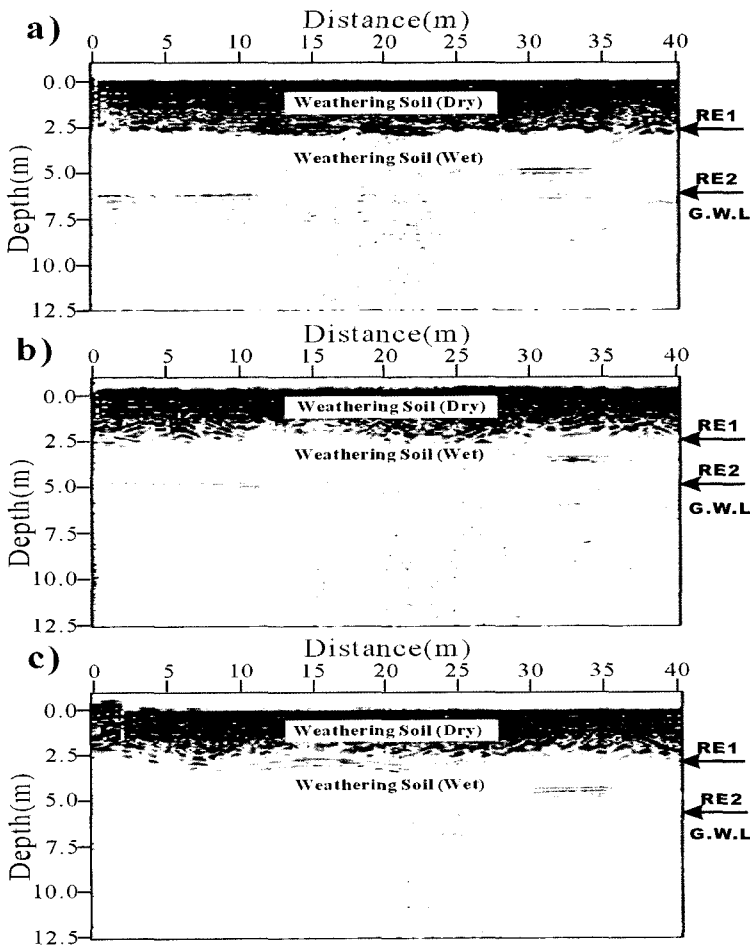 a)
Distance(m)
0 5 10 15 20 25 30 35 40
Depth(m)
0.0
2.5
5.0
7.5
10.0
12.5
Weathering Soil (Dry)
Weathering Soil (Wet)
RE1
RE2
G.W.L
b)
Distance(m)
0 5 10 15 20 25 30 35 40
Depth(m)
0.0
2.5
5.0
7.5
10.0
12.5
Weathering Soil (Dry)
Weathering Soil (Wet)
RE1
RE2
G.W.L
c)
Distance(m)
0 5 10 15 20 25 30 35 40
Depth(m)
0.0
2.5
5.0
7.5
10.0
12.5
Weathering Soil (Dry)
Weathering Soil (Wet)
RE1
RE2
G.W.L